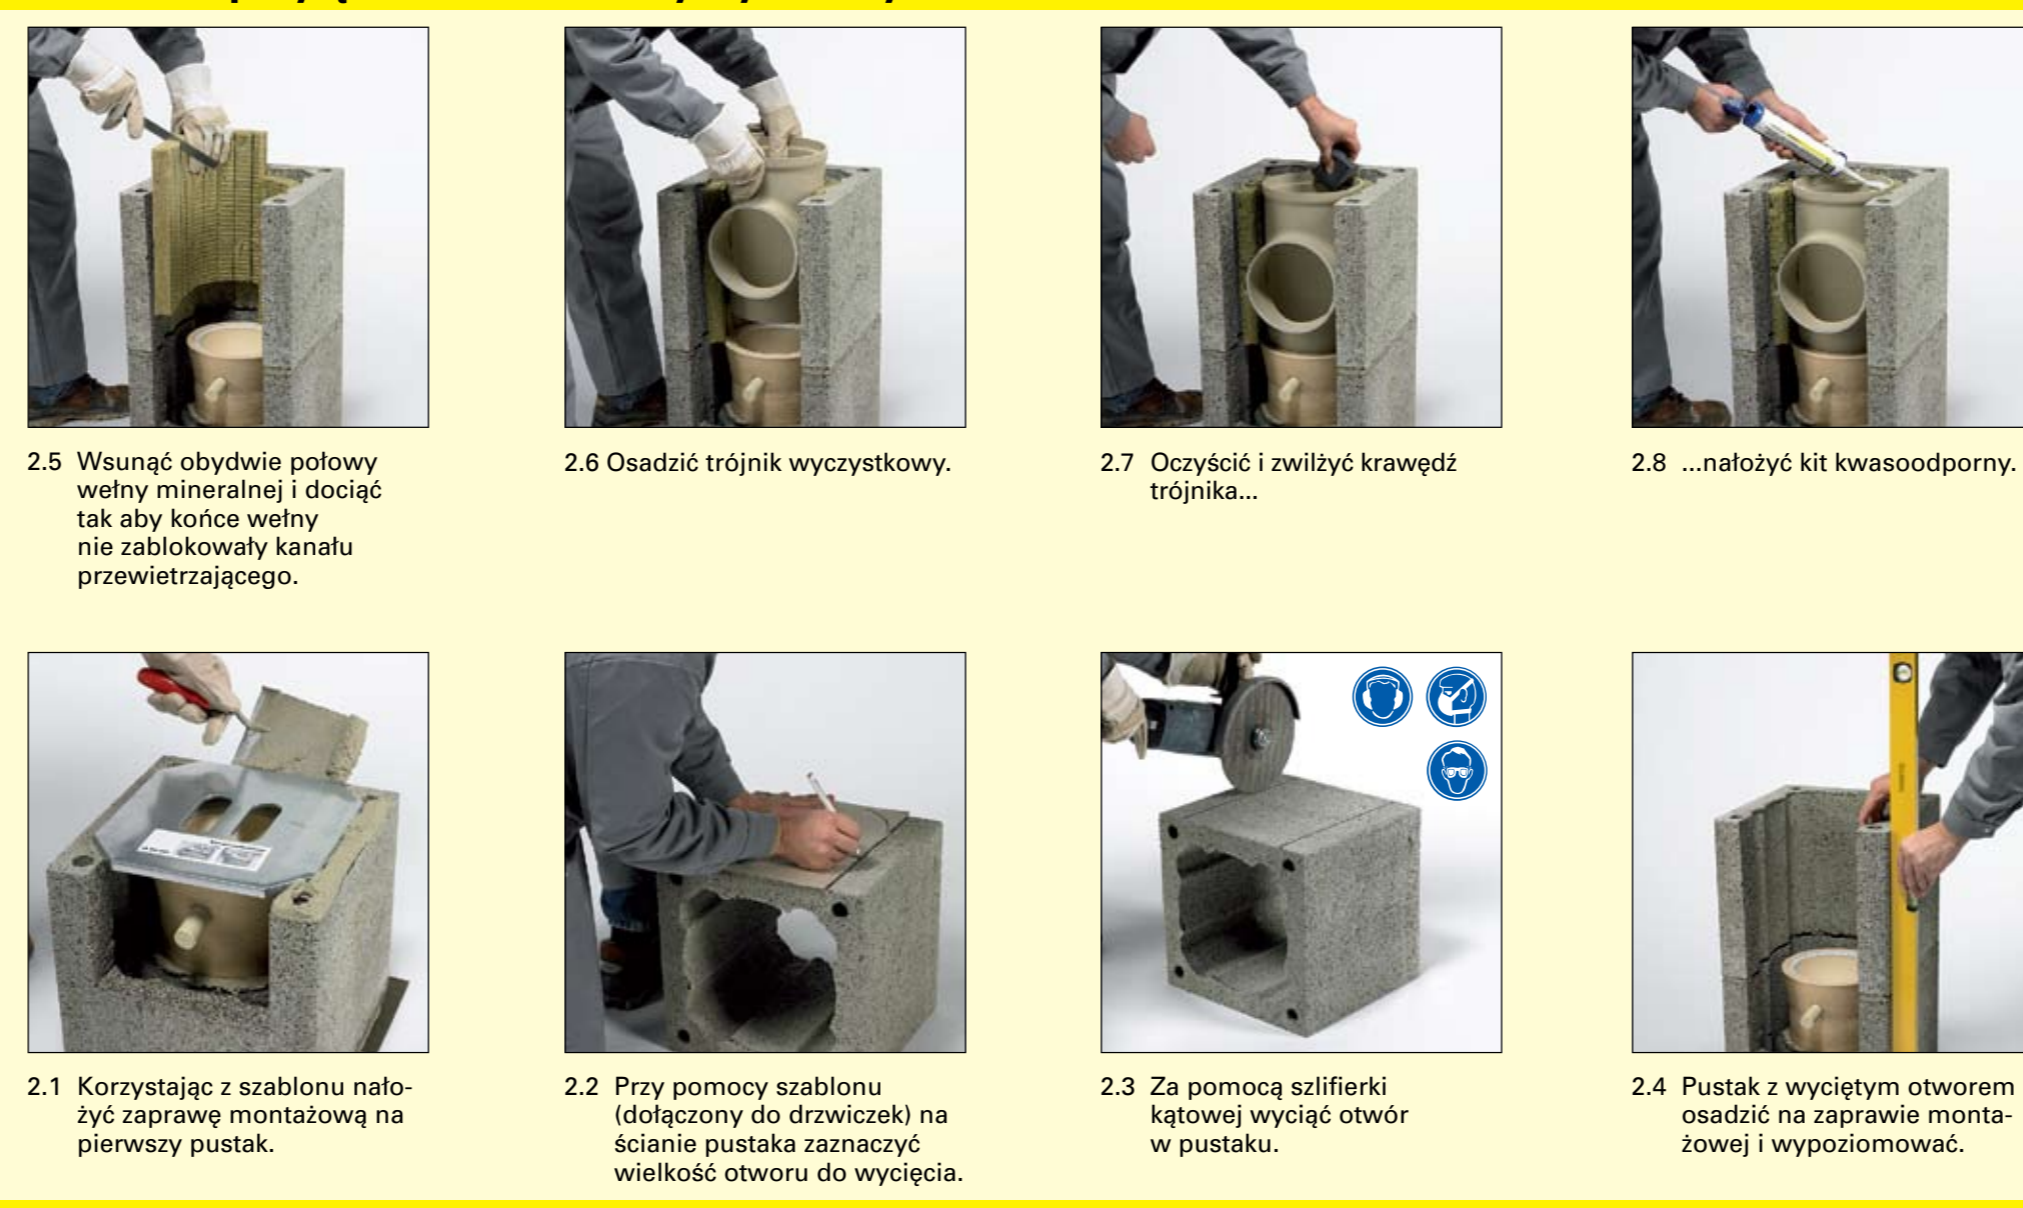 2.5 Wsunąć obydwie połowy
wełny mineralnej i dociąć
tak aby końce wełny
nie zablokowały kanału
przewietrzającego.
2.6 Osadzić trójnik wyczystkowy.
2.7 Oczyścić i zwilżyć krawędź
trójnika...
2.8 ...nałożyć kit kwasoodporny.
2.1 Korzystając z szablonu nało-
żyć zaprawę montażową na
pierwszy pustak.
2.2 Przy pomocy szablonu
(dołączony do drzwiczek) na
ścianie pustaka zaznaczyć
wielkość otworu do wycięcia.
2.3 Za pomocą szlifierki
kątowej wyciąć otwór
w pustaku.
2.4 Pustak z wyciętym otworem
osadzić na zaprawie monta-
żowej i wypoziomować.